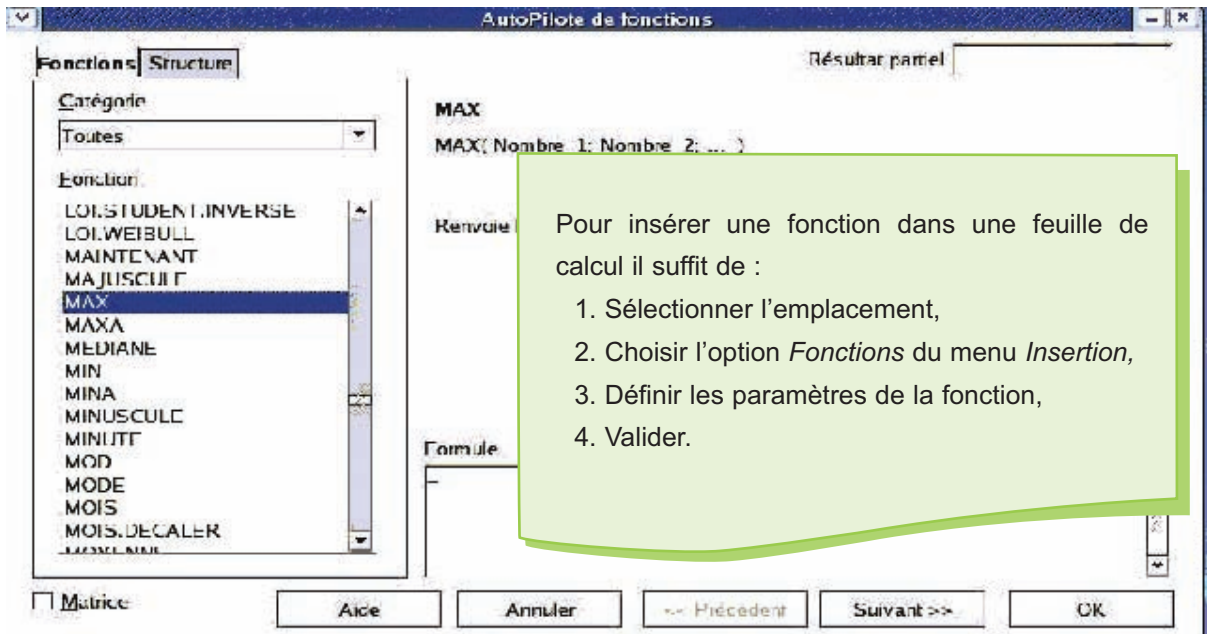 AutoPilote de fonctions
Fonctions Structure
Résultat partiel
Catégorie
Toutes
Fonction
LOI.STUDENT.INVERSE
LOI.WEIBULL
MAINTENANT
MAJUSCULE
MAX
MAXA
MEDIANE
MIN
MINA
MINUSCULE
MINUTE
MOD
MODE
MOIS
MOIS.DECALER
MOYENNE
MAX
MAX( Nombre 1; Nombre 2; ... )
Renvoie
Pour insérer une fonction dans une feuille de
calcul il suffit de :
1. Sélectionner l'emplacement,
2. Choisir l'option Fonctions du menu Insertion,
3. Définir les paramètres de la fonction,
4. Valider.
Formule
Matrice
Aide
Annuler
<< Précédent
Suivant >>
OK